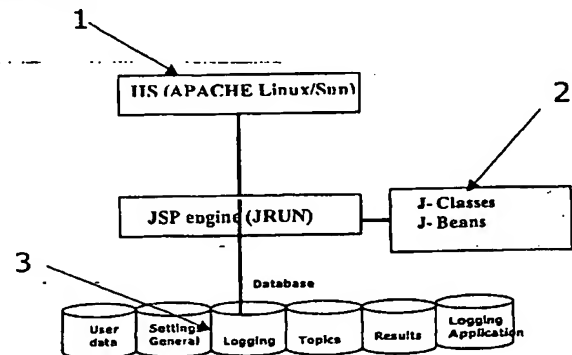 1
IIS (APACHE Linux/Sun)
2
JSP engine (JRUN)
J- Classes
J- Beans
3
Database
User data
Settings General
Logging
Topics
Results
Logging Application